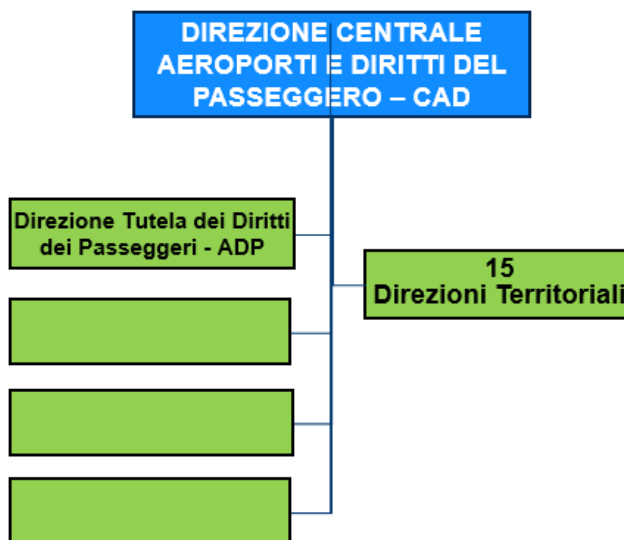 DIREZIONE CENTRALE
AEROPORTI E DIRITTI DEL
PASSEGGERO – CAD
Direzione Tutela dei Diritti
dei Passeggeri - ADP
15
Direzioni Territoriali